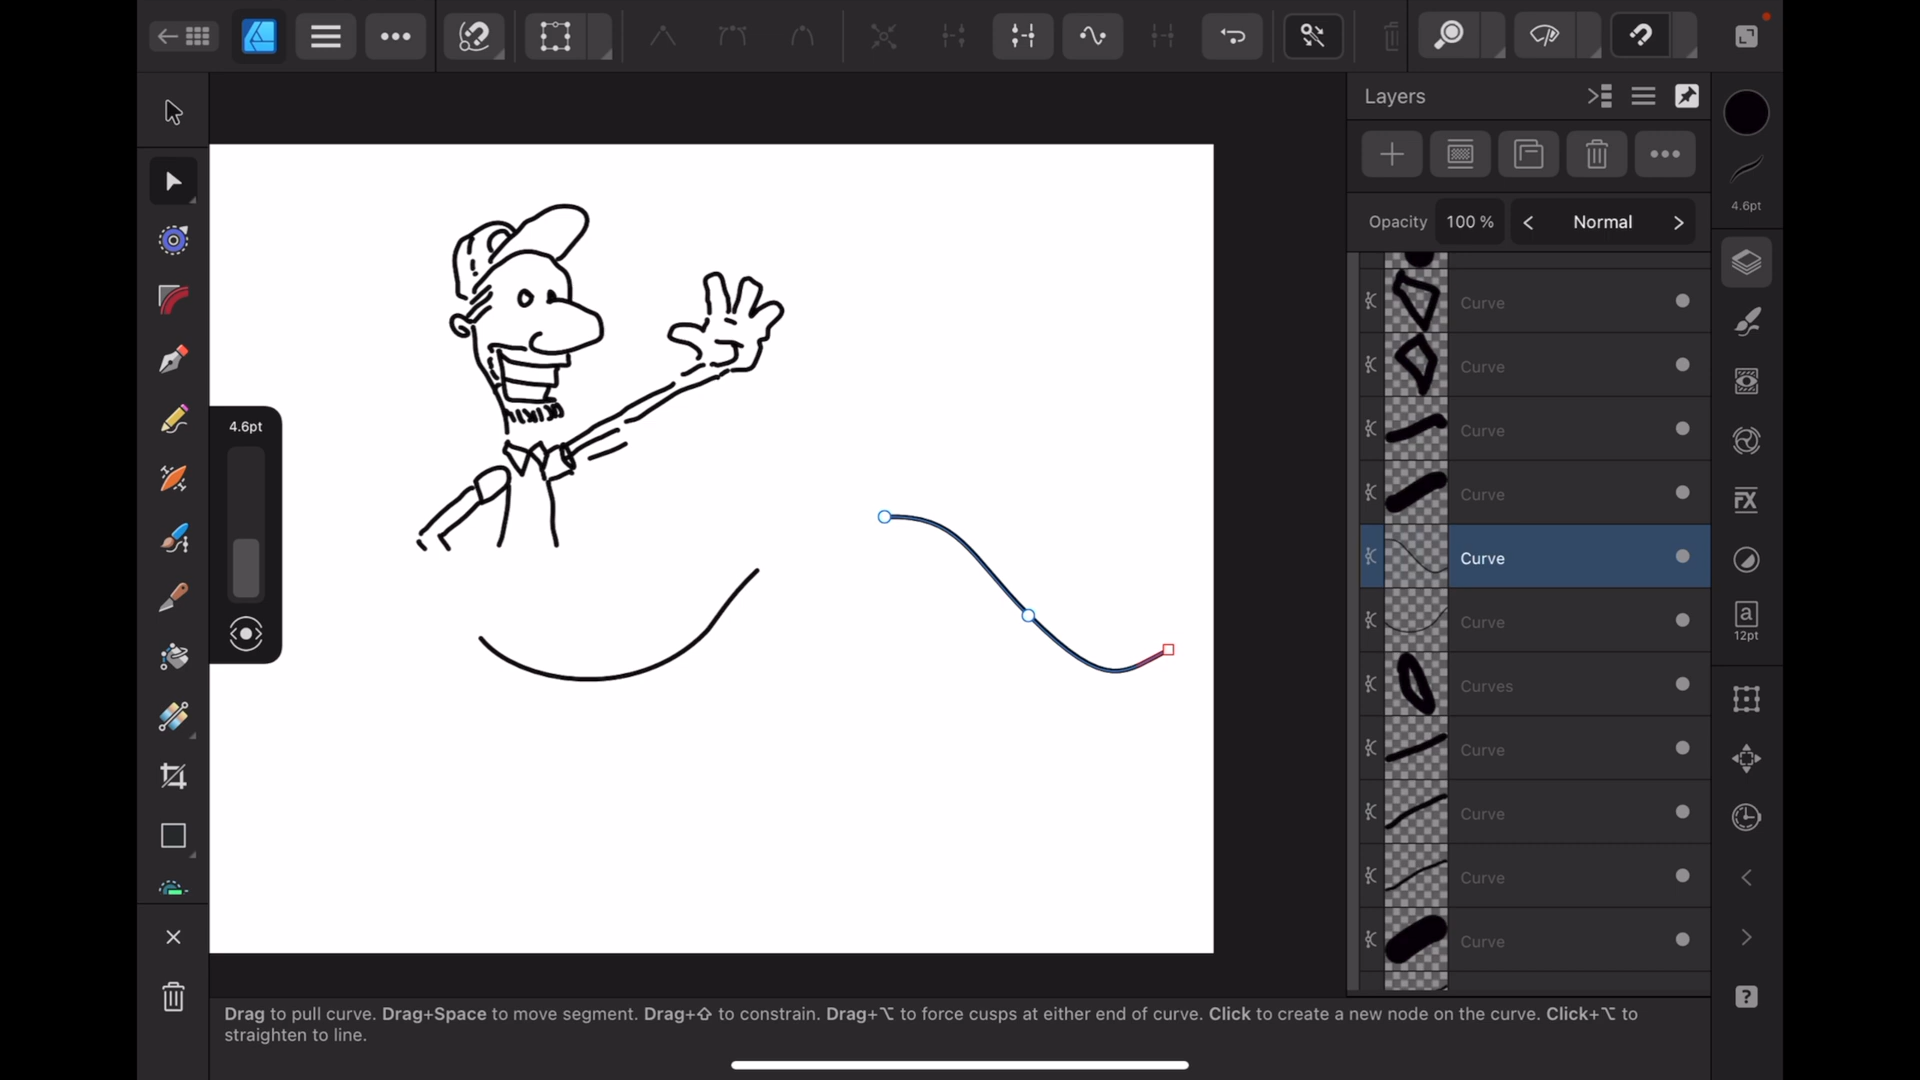 Layers
4.6pt
Opacity 100 % Normal
Curve
Curve
4.6pt
Curve
Curve
FX
Curve
Curve
a
12pt
Curves
Curve
Curve
Curve
Curve
?
Drag to pull curve. Drag+Space to move segment. Drag+⇧ to constrain. Drag+⌥ to force cusps at either end of curve. Click to create a new node on the curve. Click+⌥ to
straighten to line.